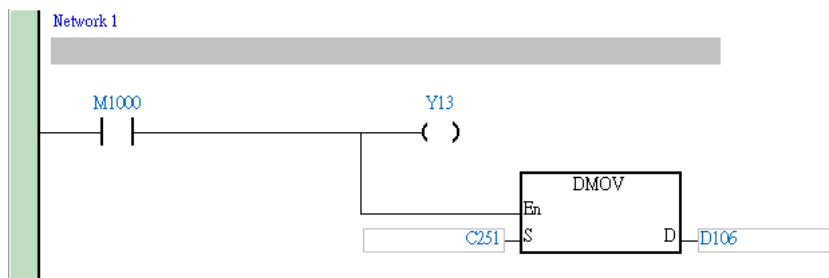 Network 1
M1000
Y13
DMOV
En
C251 S D D106